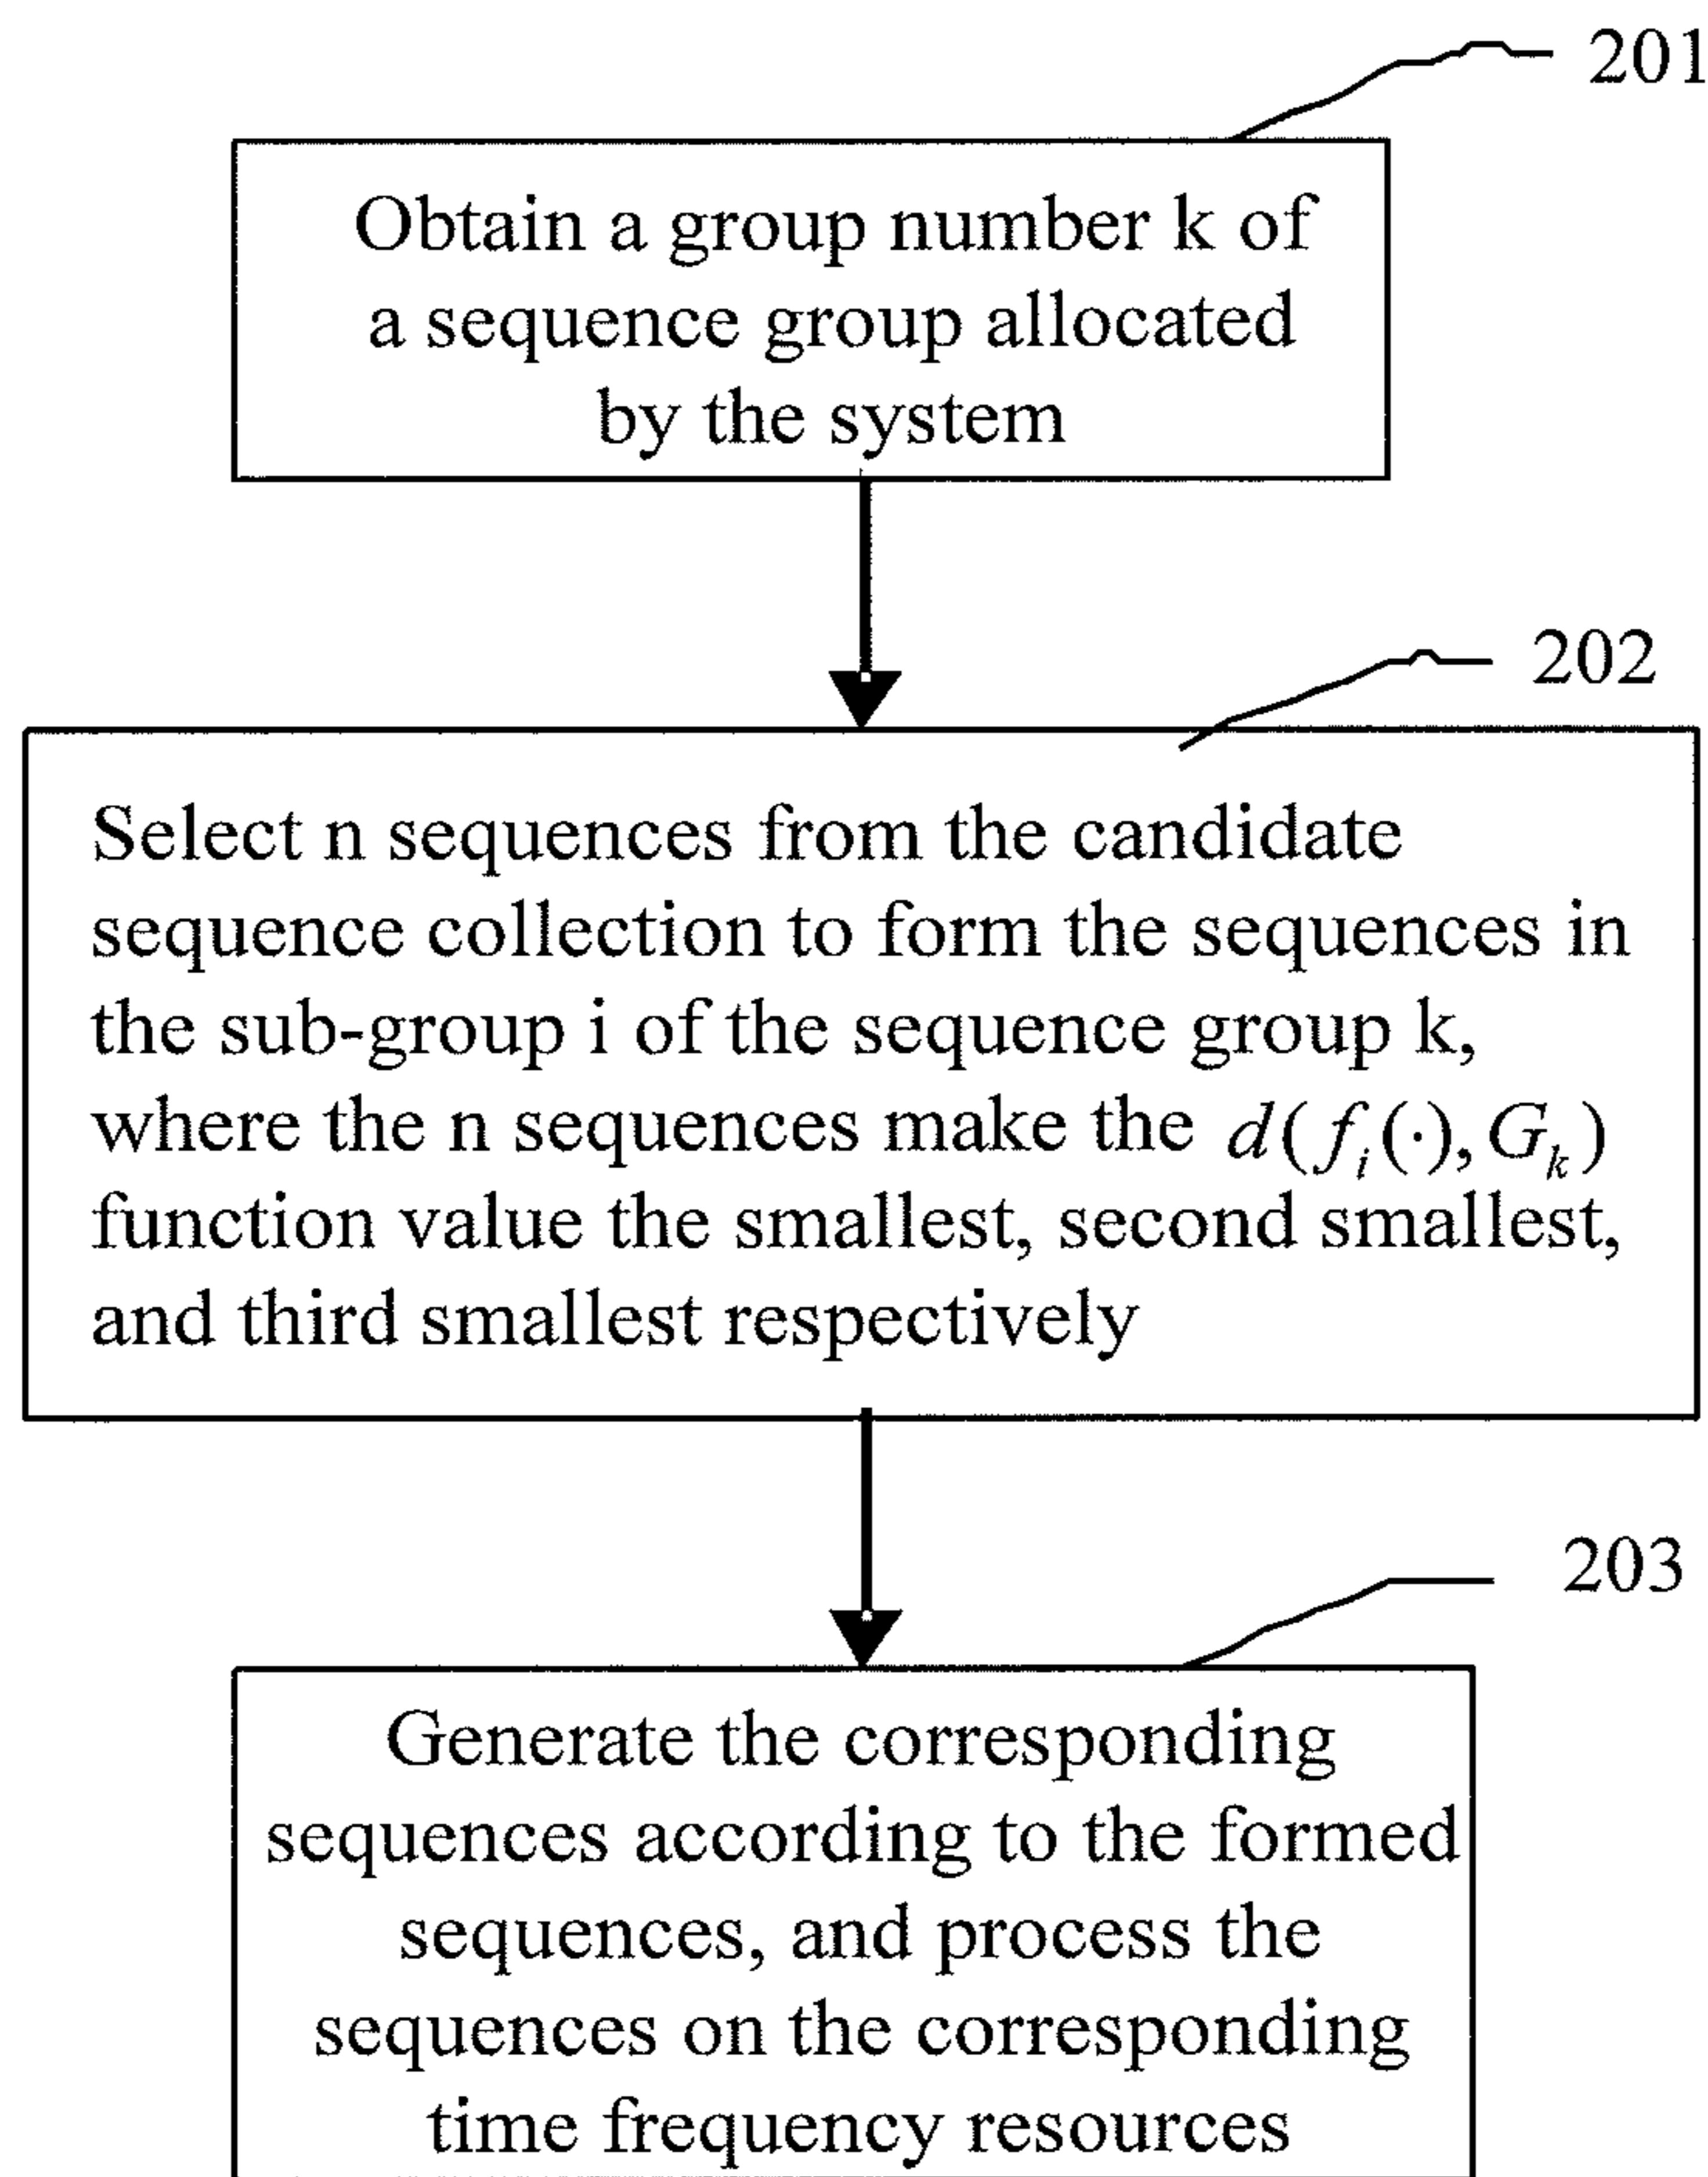 201
Obtain a group number k of
a sequence group allocated
by the system
202
Select n sequences from the candidate
sequence collection to form the sequences in
the sub-group i of the sequence group k,
where the n sequences make the d(f_i(·), G_k)
function value the smallest, second smallest,
and third smallest respectively
203
Generate the corresponding
sequences according to the formed
sequences, and process the
sequences on the corresponding
time frequency resources